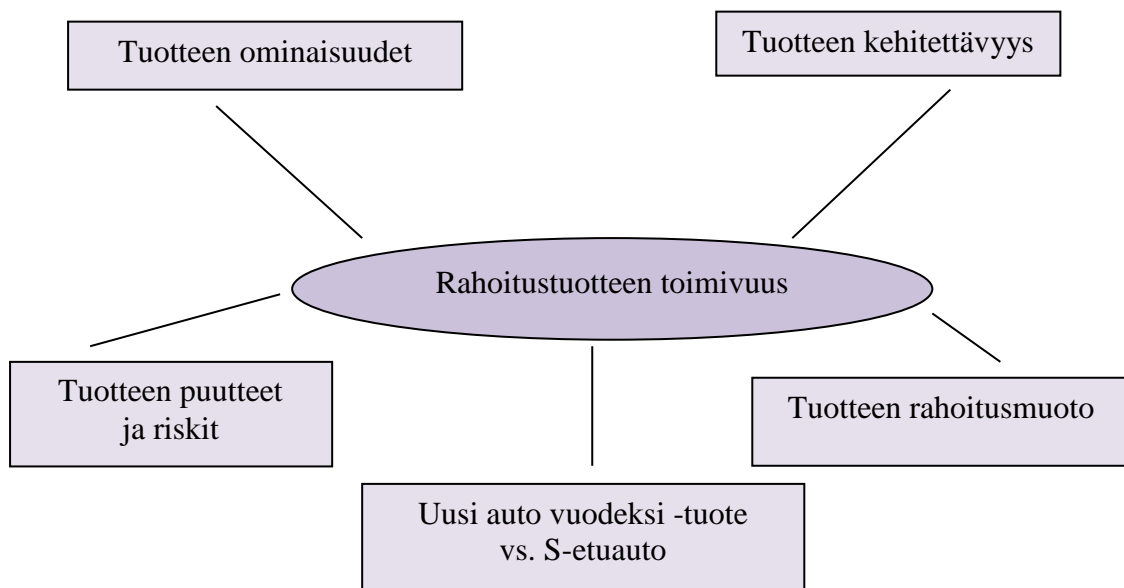 Tuotteen ominaisuudet
Tuotteen kehitettävyys
Rahoitustuotteen toimivuus
Tuotteen puutteet
ja riskit
Tuotteen rahoitusmuoto
Uusi auto vuodeksi -tuote
vs. S-etuauto